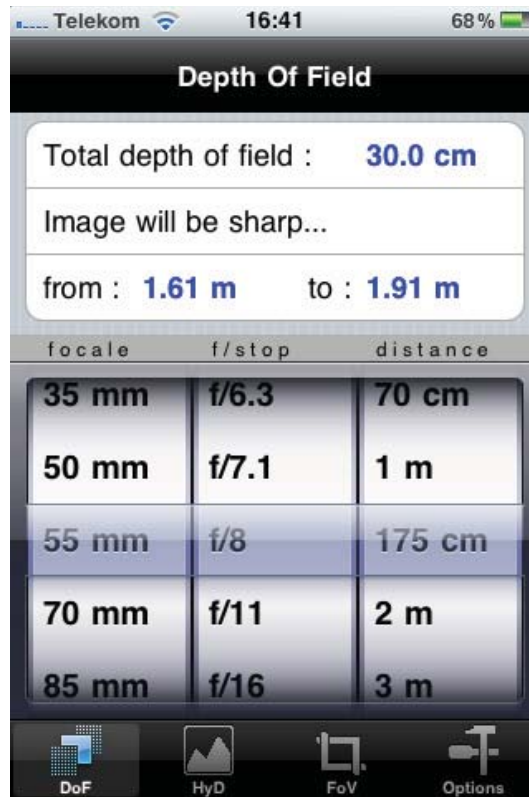 Telekom 16:41 68%
Depth Of Field
Total depth of field : 30.0 cm
Image will be sharp...
from : 1.61 m to : 1.91 m
focale f/stop distance
35 mm f/6.3 70 cm
50 mm f/7.1 1 m
55 mm f/8 175 cm
70 mm f/11 2 m
85 mm f/16 3 m
DoF HyD FoV Options